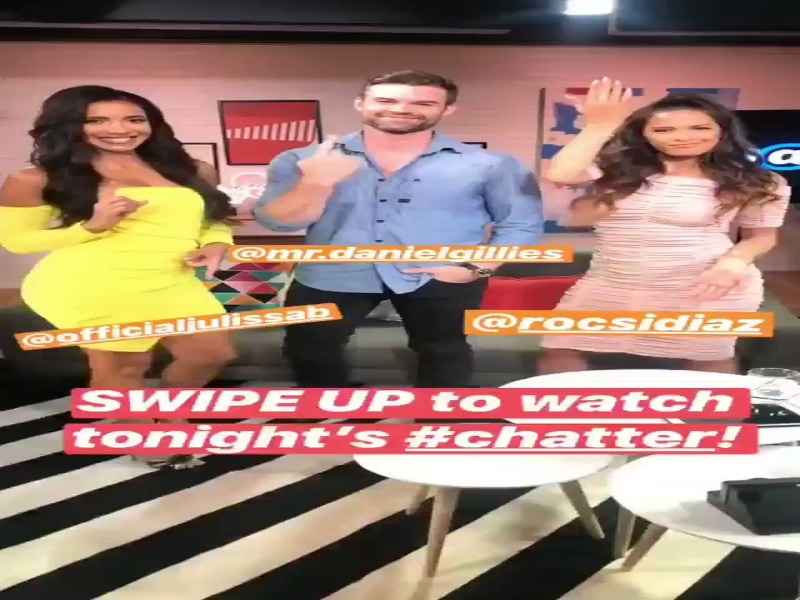 @
@mr.danielgillies
@officialjulissab
@rocsidiaz
SWIPE UP to watch
tonight's #chatter!